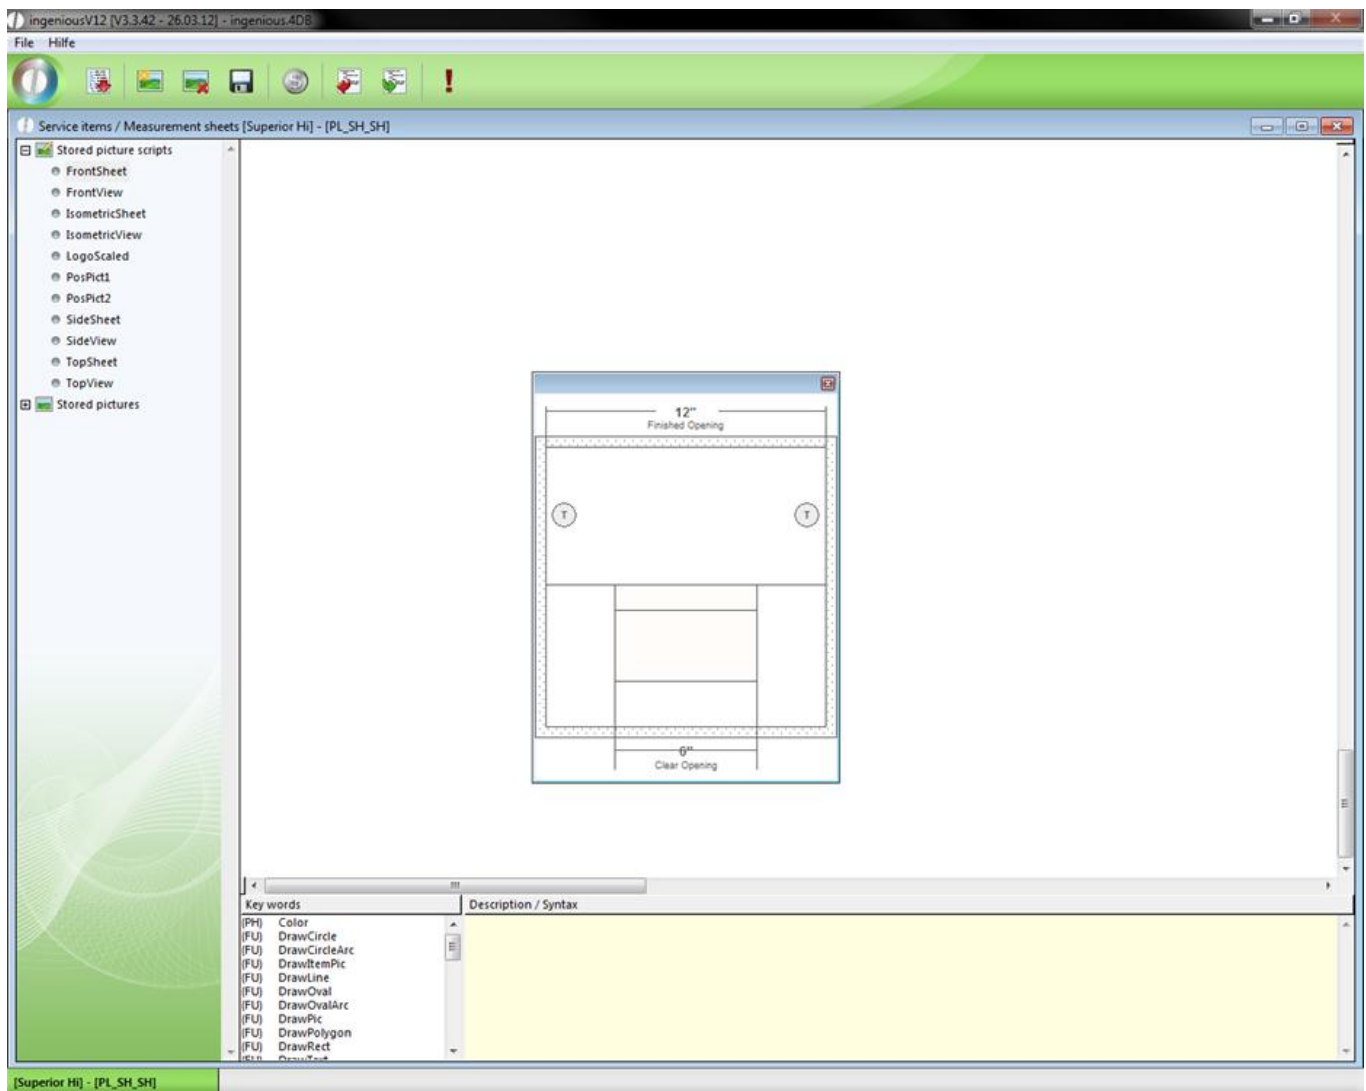 ingeniousV12 [V3.3.42 - 26.03.12] - ingenious.4DB
File Hilfe
Service items / Measurement sheets [Superior Hi] - [PL_SH_SH]
Stored picture scripts
FrontSheet
FrontView
IsometricSheet
IsometricView
LogoScaled
PosPict1
PosPict2
SideSheet
SideView
TopSheet
TopView
Stored pictures
12"
Finished Opening
T T
6"
Clear Opening
Key words Description / Syntax
(PH) Color
(FU) DrawCircle
(FU) DrawCircleArc
(FU) DrawItemPic
(FU) DrawLine
(FU) DrawOval
(FU) DrawOvalArc
(FU) DrawPic
(FU) DrawPolygon
(FU) DrawRect
(FU) DrawText
[Superior Hi] - [PL_SH_SH]